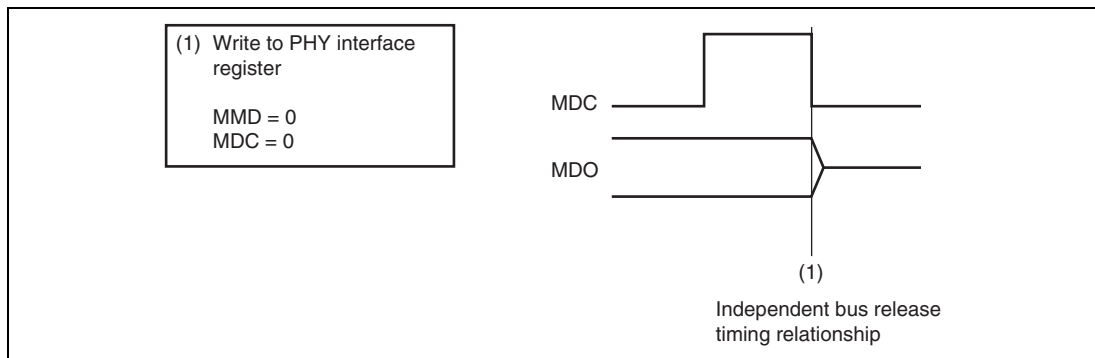 (1) Write to PHY interface
register
MMD = 0
MDC = 0
MDC
MDO
(1)
Independent bus release
timing relationship